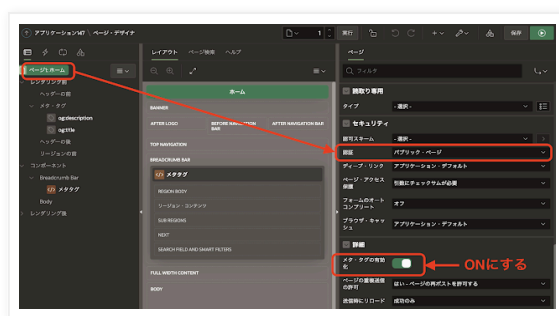 アプリケーション147 \ ページ・デザイナ
1
実行
保存
ページ1: ホーム
レンダリング前
ヘッダーの前
メタ・タグ
og:description
og:title
ヘッダーの後
リージョンの前
コンポーネント
Breadcrumb Bar
メタタグ
Body
レンダリング後
レイアウト
ページ検索
ヘルプ
ホーム
BANNER
AFTER LOGO
BEFORE NAVIGATION BAR
AFTER NAVIGATION BAR
TOP NAVIGATION
BREADCRUMB BAR
メタタグ
REGION BODY
リージョン・コンテンツ
SUB REGIONS
NEXT
SEARCH FIELD AND SMART FILTERS
FULL WIDTH CONTENT
BODY
ページ
フィルタ
読取り専用
タイプ
- 選択 -
セキュリティ
認可スキーム
- 選択 -
認証
パブリック・ページ
ディープ・リンク
アプリケーション・デフォルト
ページ・アクセス保護
引数にチェックサムが必要
フォームのオートコンプリート
オフ
ブラウザ・キャッシュ
アプリケーション・デフォルト
詳細
メタ・タグの有効化
ONにする
ページの重複送信の許可
はい - ページの再ポストを許可する
送信時にリロード
成功のみ